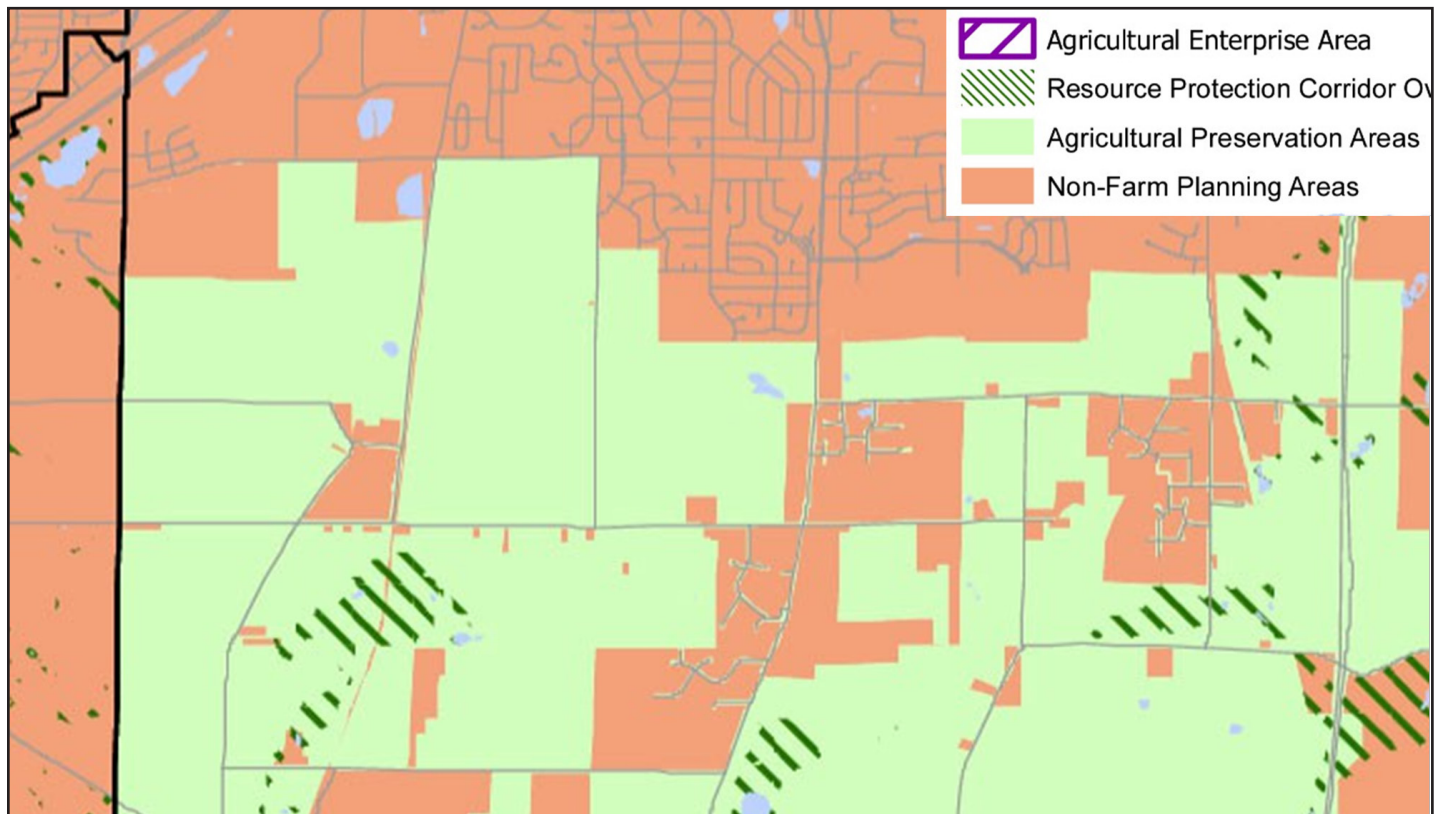 Agricultural Enterprise Area
Resource Protection Corridor Ov
Agricultural Preservation Areas
Non-Farm Planning Areas